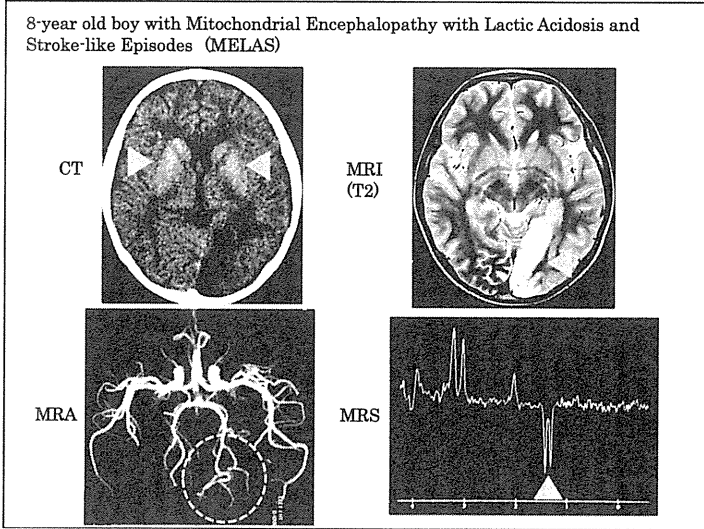 8-year old boy with Mitochondrial Encephalopathy with Lactic Acidosis and
Stroke-like Episodes (MELAS)
CT
MRI
(T2)
MRA
MRS